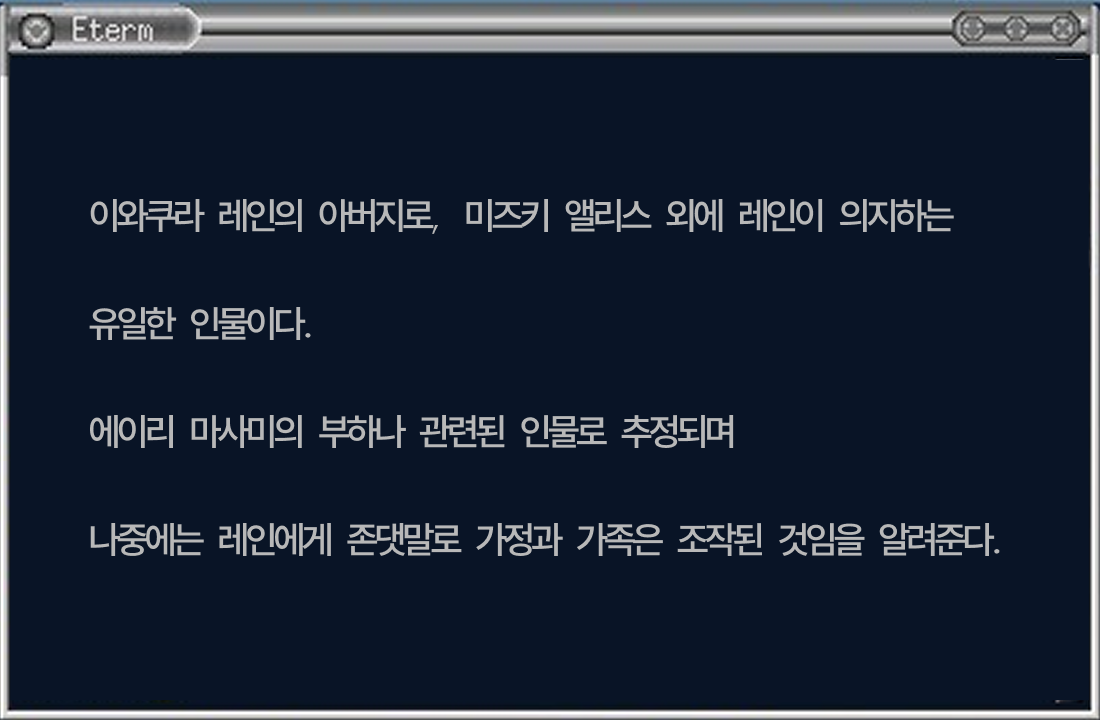 Eterm
이와쿠라 레인의 아버지로, 미즈키 앨리스 외에 레인이 의지하는
유일한 인물이다.
에이리 마사미의 부하나 관련된 인물로 추정되며
나중에는 레인에게 존댓말로 가정과 가족은 조작된 것임을 알려준다.